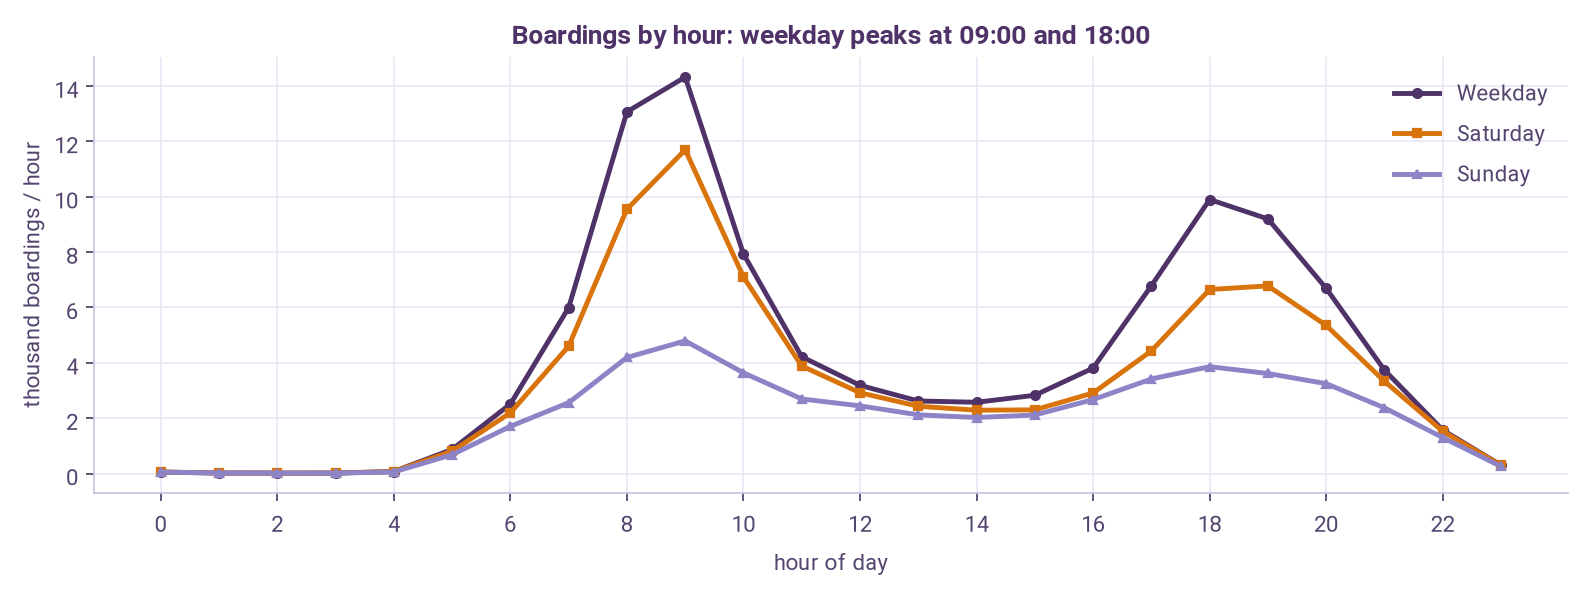 Boardings by hour: weekday peaks at 09:00 and 18:00
thousand boardings / hour
14
12
10
8
6
4
2
0
Weekday
Saturday
Sunday
0 2 4 6 8 10 12 14 16 18 20 22
hour of day